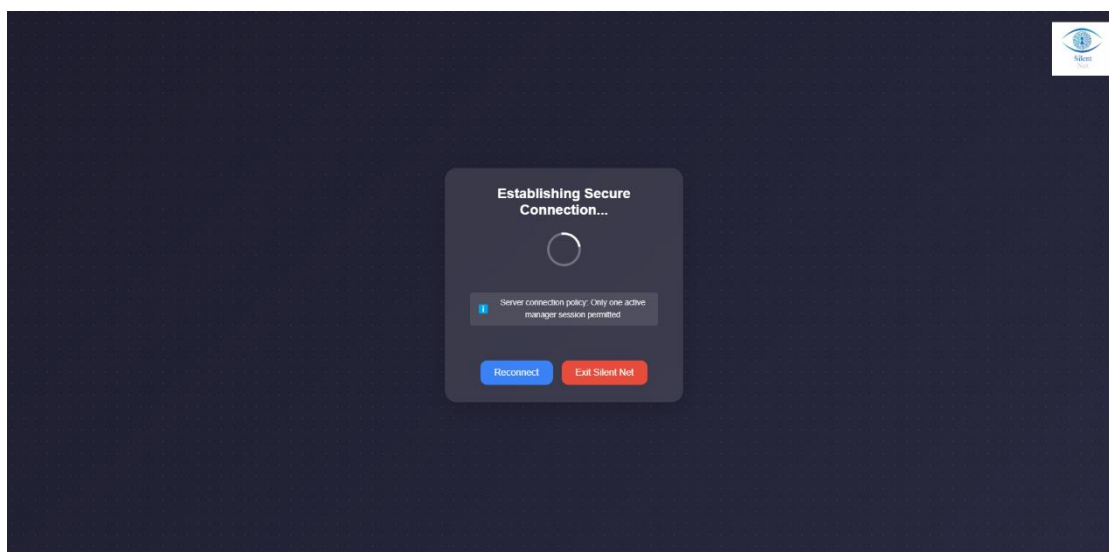 Silent
Net
Establishing Secure
Connection...
i
Server connection policy: Only one active
manager session permitted
Reconnect
Exit Silent Net